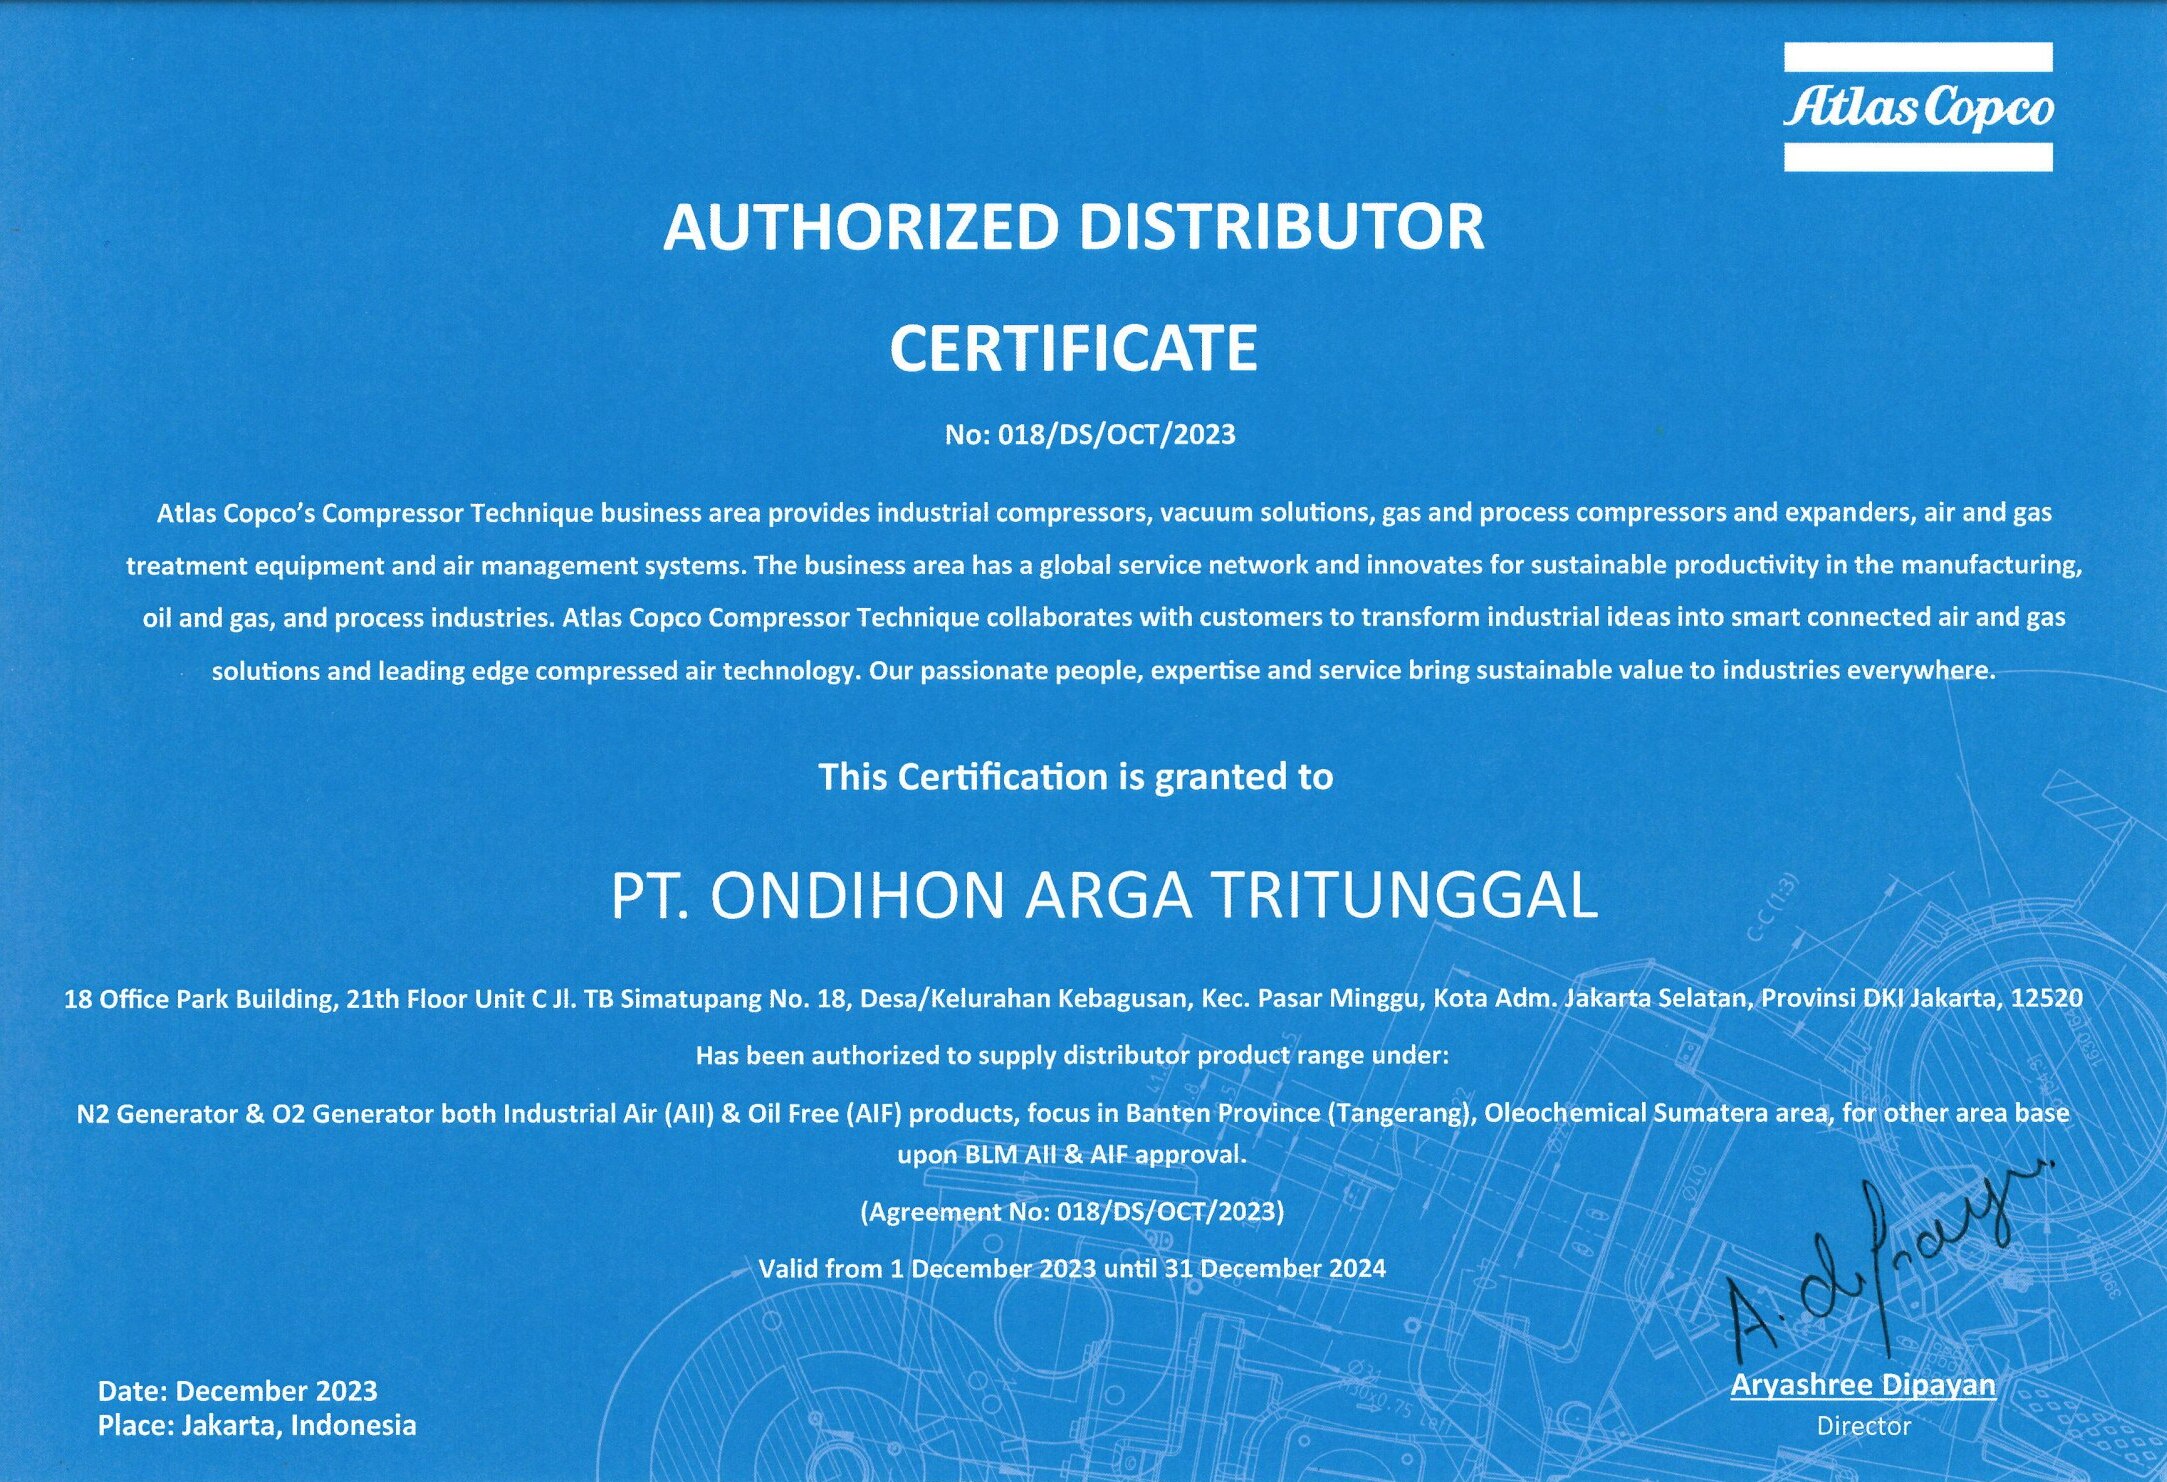 Atlas Copco
AUTHORIZED DISTRIBUTOR
CERTIFICATE
No: 018/DS/OCT/2023
Atlas Copco’s Compressor Technique business area provides industrial compressors, vacuum solutions, gas and process compressors and expanders, air and gas
treatment equipment and air management systems. The business area has a global service network and innovates for sustainable productivity in the manufacturing,
oil and gas, and process industries. Atlas Copco Compressor Technique collaborates with customers to transform industrial ideas into smart connected air and gas
solutions and leading edge compressed air technology. Our passionate people, expertise and service bring sustainable value to industries everywhere.
This Certification is granted to
PT. ONDIHON ARGA TRITUNGGAL
C-C (1:3)
18 Office Park Building, 21th Floor Unit C Jl. TB Simatupang No. 18, Desa/Kelurahan Kebagusan, Kec. Pasar Minggu, Kota Adm. Jakarta Selatan, Provinsi DKI Jakarta, 12520
Has been authorized to supply distributor product range under:
N2 Generator & O2 Generator both Industrial Air (AII) & Oil Free (AIF) products, focus in Banten Province (Tangerang), Oleochemical Sumatera area, for other area base
upon BLM AII & AIF approval.
Ø40
(Agreement No: 018/DS/OCT/2023)
Valid from 1 December 2023 until 31 December 2024
Date: December 2023
Place: Jakarta, Indonesia
Aryashree Dipayan
Director